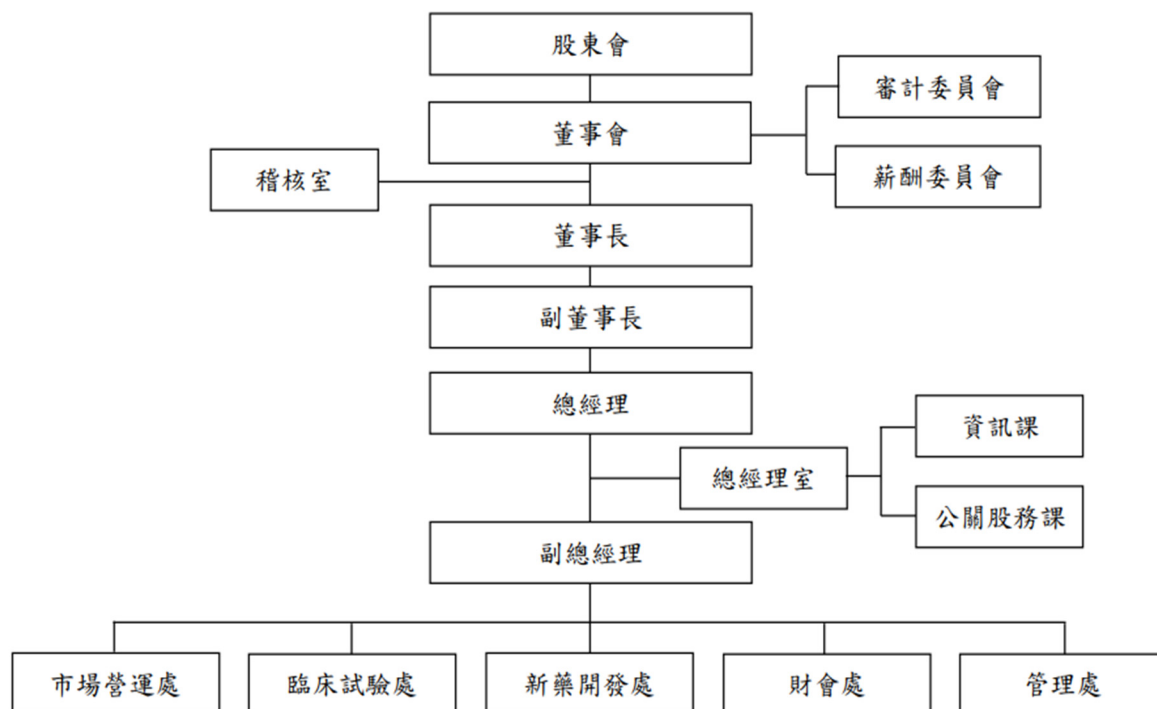 股東會
審計委員會
董事會
薪酬委員會
稽核室
董事長
副董事長
總經理
資訊課
總經理室
公關股務課
副總經理
市場營運處
臨床試驗處
新藥開發處
財會處
管理處